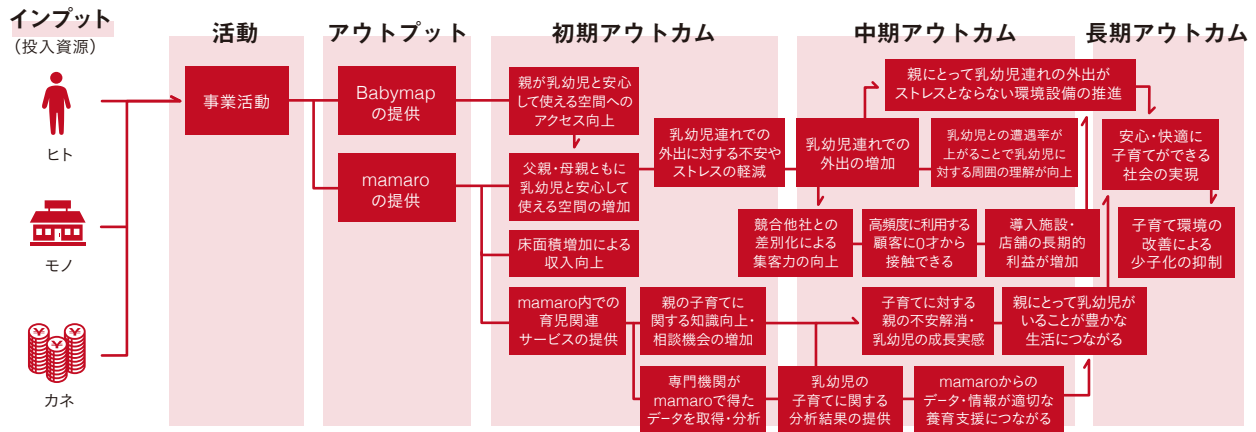 インプット
(投入資源)
ヒト
モノ
カネ
活動
事業活動
アウトプット
Babymap
の提供
mamaro
の提供
初期アウトカム
親が乳幼児と安心
して使える空間への
アクセス向上
父親・母親ともに
乳幼児と安心して
使える空間の増加
床面積増加による
収入向上
mamaro内での
育児関連
サービスの提供
乳幼児連れでの
外出に対する不安や
ストレスの軽減
親の子育てに
関する知識向上・
相談機会の増加
専門機関が
mamaroで得た
データを取得・分析
中期アウトカム
親にとって乳幼児連れの外出が
ストレスとならない環境設備の推進
乳幼児連れでの
外出の増加
乳幼児との遭遇率が
上がることで乳幼児に
対する周囲の理解が向上
競合他社との
差別化による
集客力の向上
高頻度に利用する
顧客に0才から
接触できる
導入施設・
店舗の長期的
利益が増加
子育てに対する
親の不安解消・
乳幼児の成長実感
親にとって乳幼児が
いることが豊かな
生活につながる
乳幼児の
子育てに関する
分析結果の提供
mamaroからの
データ・情報が適切な
養育支援につながる
長期アウトカム
安心・快適に
子育てができる
社会の実現
子育て環境の
改善による
少子化の抑制